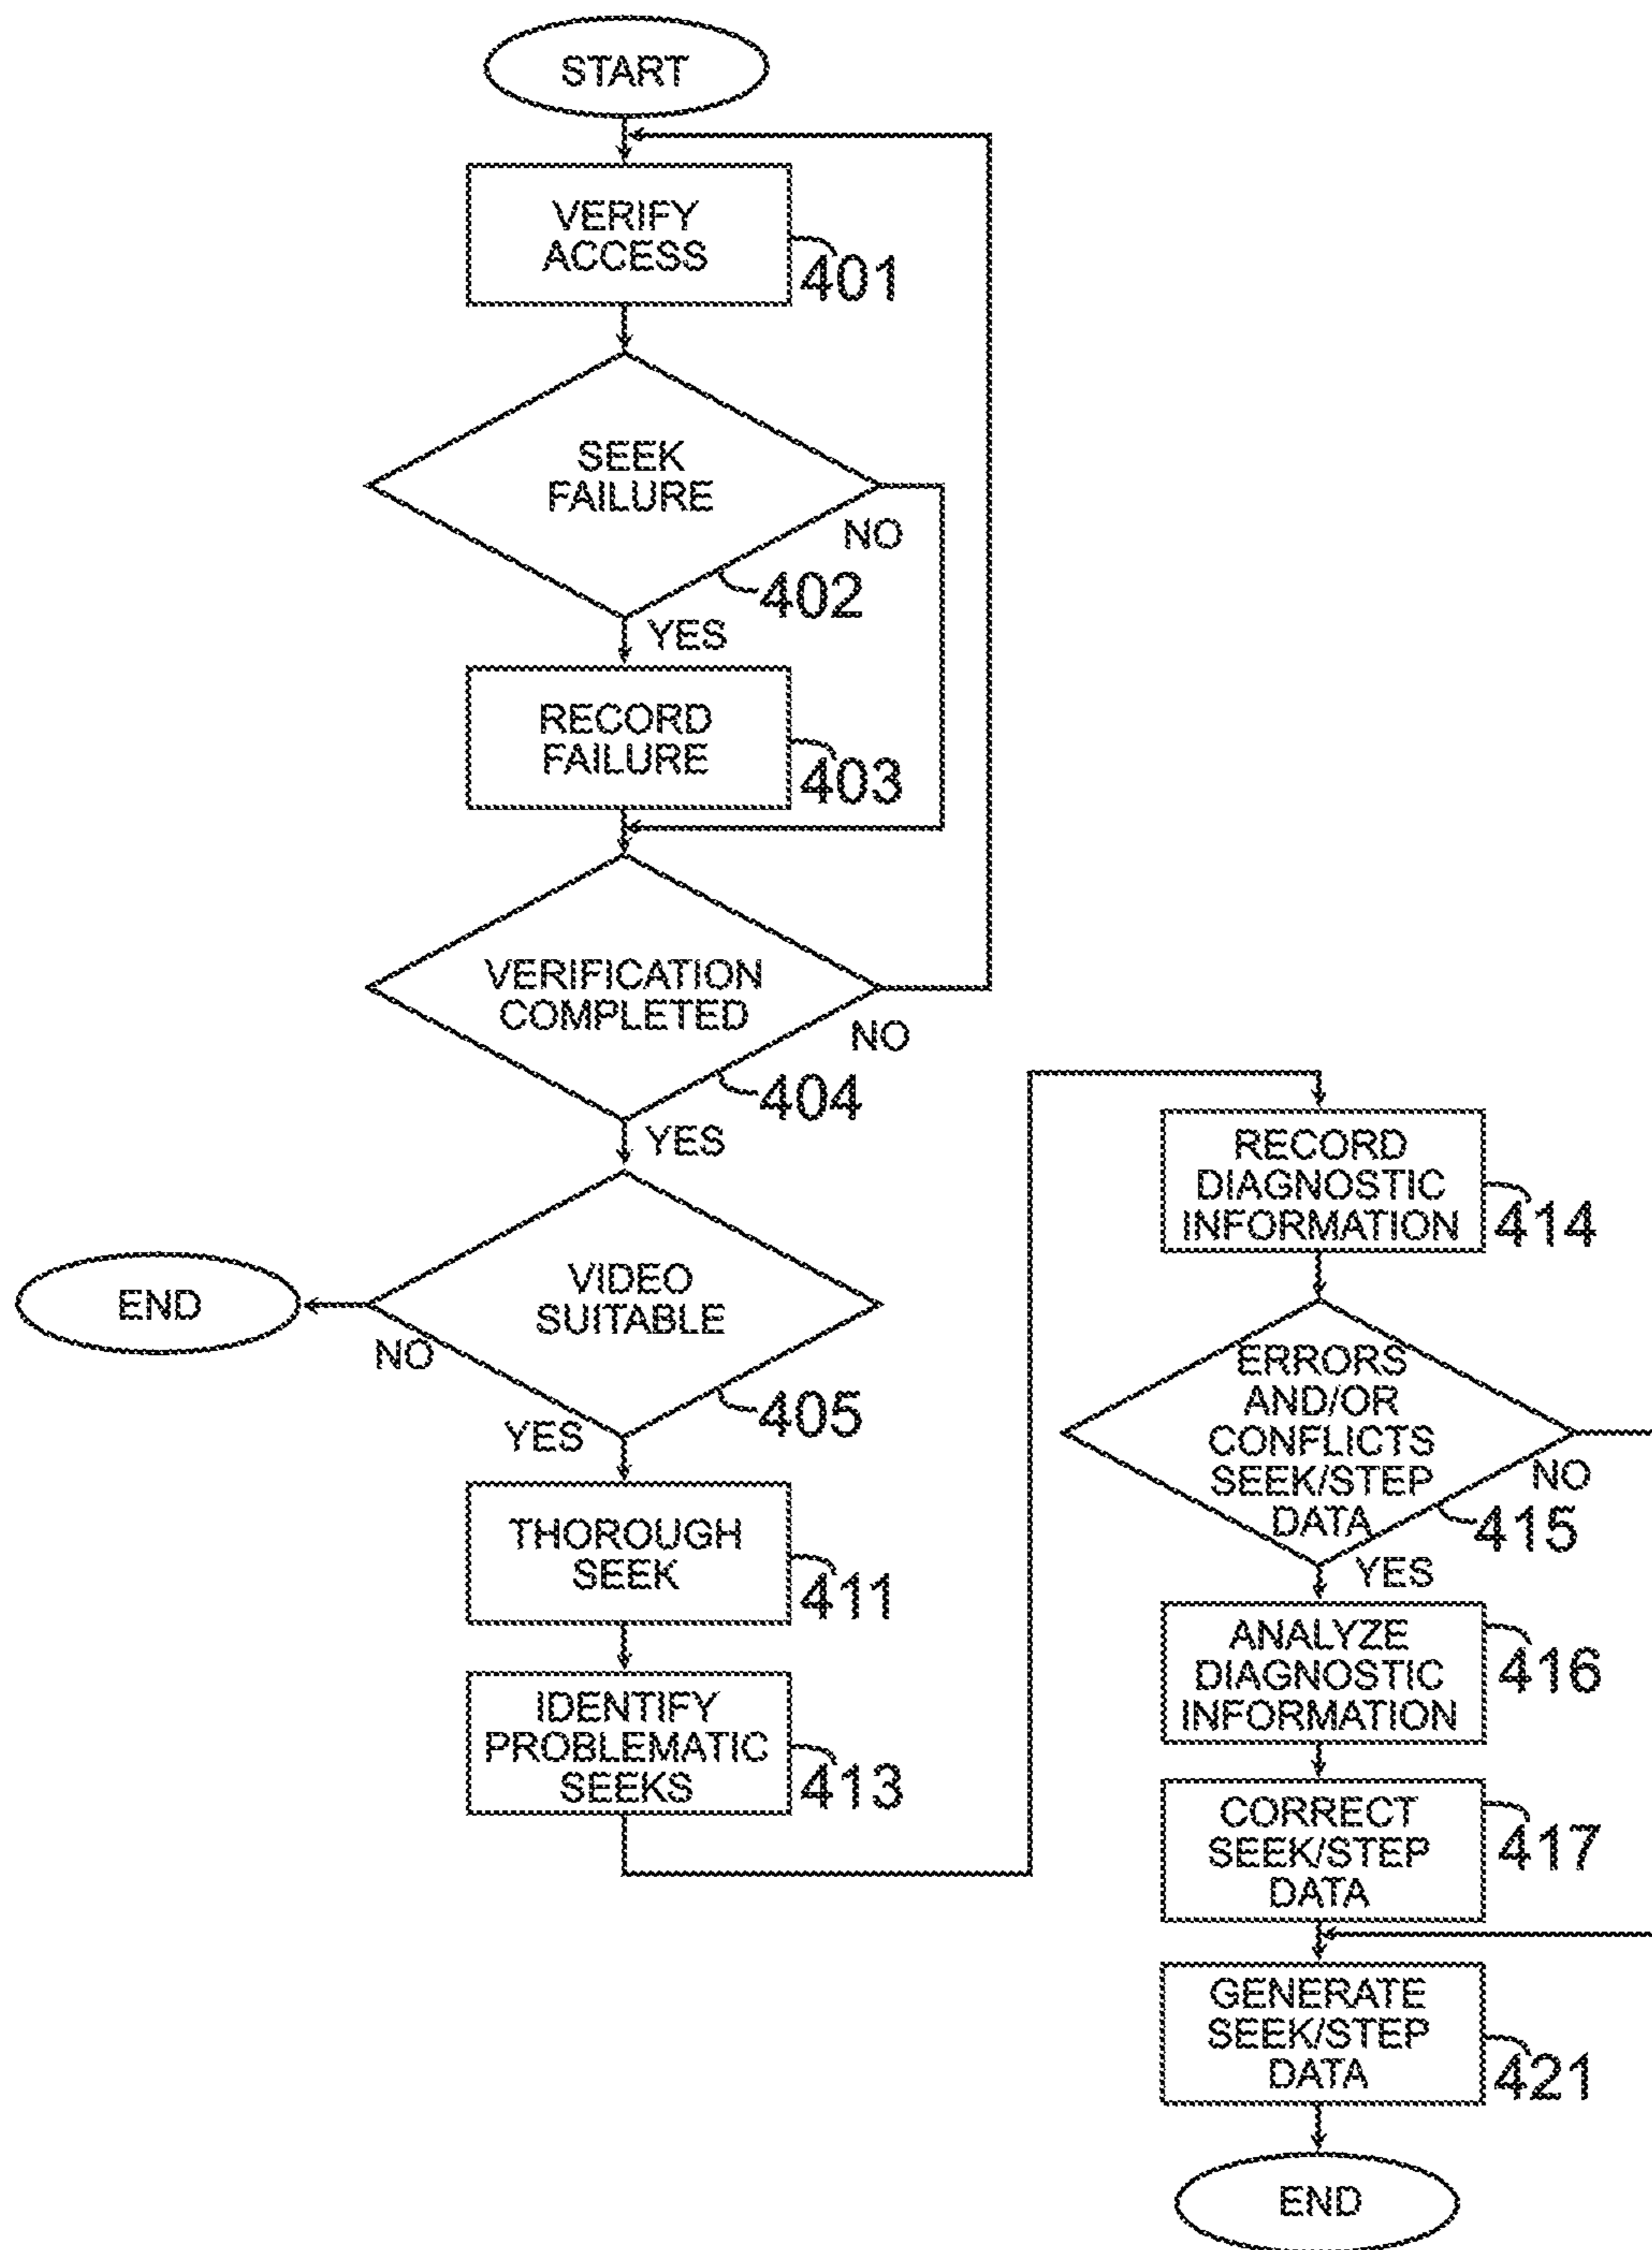 START
VERIFY
ACCESS
401
SEEK
FAILURE
NO
402
YES
RECORD
FAILURE
403
VERIFICATION
COMPLETED
NO
404
YES
VIDEO
SUITABLE
END
NO
405
YES
THOROUGH
SEEK
411
IDENTIFY
PROBLEMATIC
SEEKS
413
RECORD
DIAGNOSTIC
INFORMATION
414
ERRORS
AND/OR
CONFLICTS
SEEK/STEP
DATA
NO
415
YES
ANALYZE
DIAGNOSTIC
INFORMATION
416
CORRECT
SEEK/STEP
DATA
417
GENERATE
SEEK/STEP
DATA
421
END